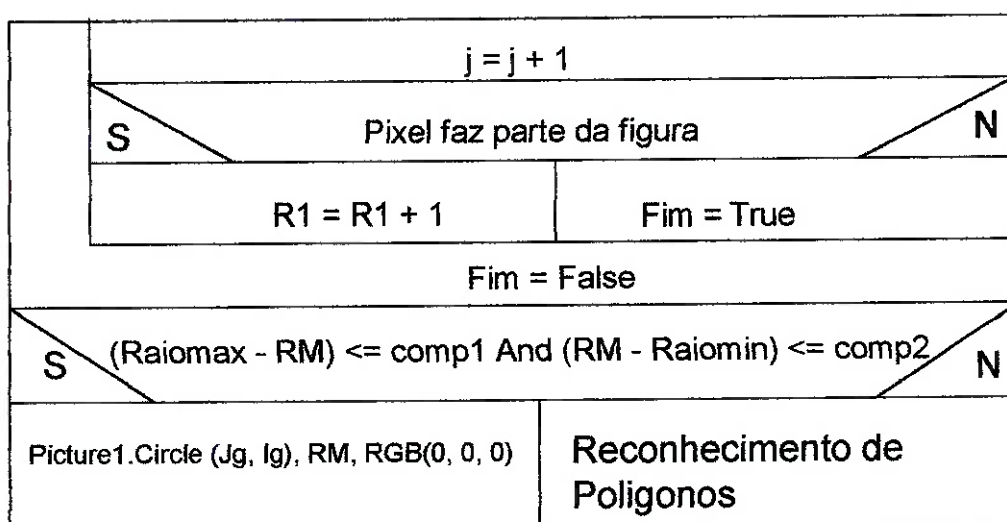 j = j + 1
S Pixel faz parte da figura N
R1 = R1 + 1 Fim = True
Fim = False
S (Raiomax - RM) <= comp1 And (RM - Raiomin) <= comp2 N
Picture1.Circle (Jg, Ig), RM, RGB(0, 0, 0)
Reconhecimento de
Poligonos